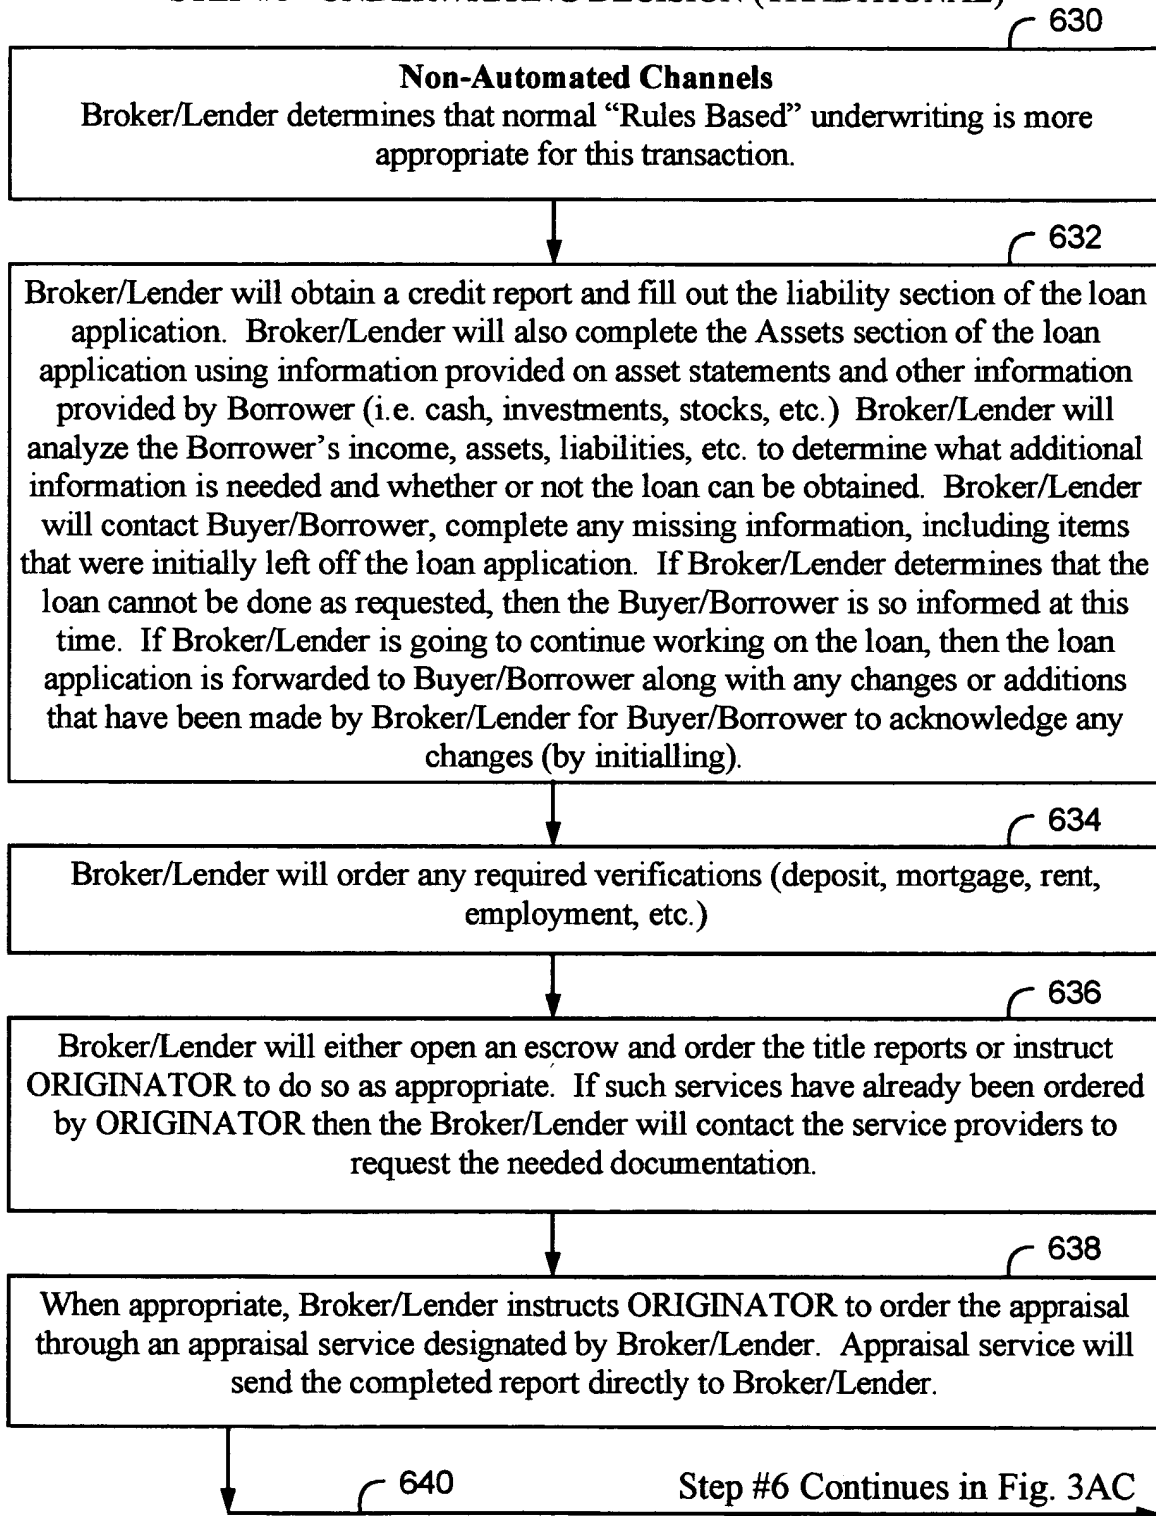 630
Non-Automated Channels
Broker/Lender determines that normal “Rules Based” underwriting is more
appropriate for this transaction.
632
Broker/Lender will obtain a credit report and fill out the liability section of the loan
application. Broker/Lender will also complete the Assets section of the loan
application using information provided on asset statements and other information
provided by Borrower (i.e. cash, investments, stocks, etc.) Broker/Lender will
analyze the Borrower’s income, assets, liabilities, etc. to determine what additional
information is needed and whether or not the loan can be obtained. Broker/Lender
will contact Buyer/Borrower, complete any missing information, including items
that were initially left off the loan application. If Broker/Lender determines that the
loan cannot be done as requested, then the Buyer/Borrower is so informed at this
time. If Broker/Lender is going to continue working on the loan, then the loan
application is forwarded to Buyer/Borrower along with any changes or additions
that have been made by Broker/Lender for Buyer/Borrower to acknowledge any
changes (by initialling).
634
Broker/Lender will order any required verifications (deposit, mortgage, rent,
employment, etc.)
636
Broker/Lender will either open an escrow and order the title reports or instruct
ORIGINATOR to do so as appropriate. If such services have already been ordered
by ORIGINATOR then the Broker/Lender will contact the service providers to
request the needed documentation.
638
When appropriate, Broker/Lender instructs ORIGINATOR to order the appraisal
through an appraisal service designated by Broker/Lender. Appraisal service will
send the completed report directly to Broker/Lender.
640
Step #6 Continues in Fig. 3AC